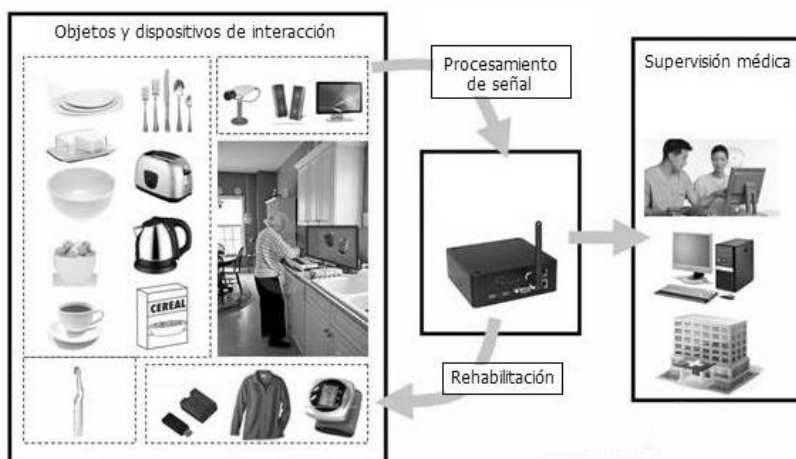 Objetos y dispositivos de interacción
Procesamiento
de señal
Supervisión médica
CEREAL
Rehabilitación